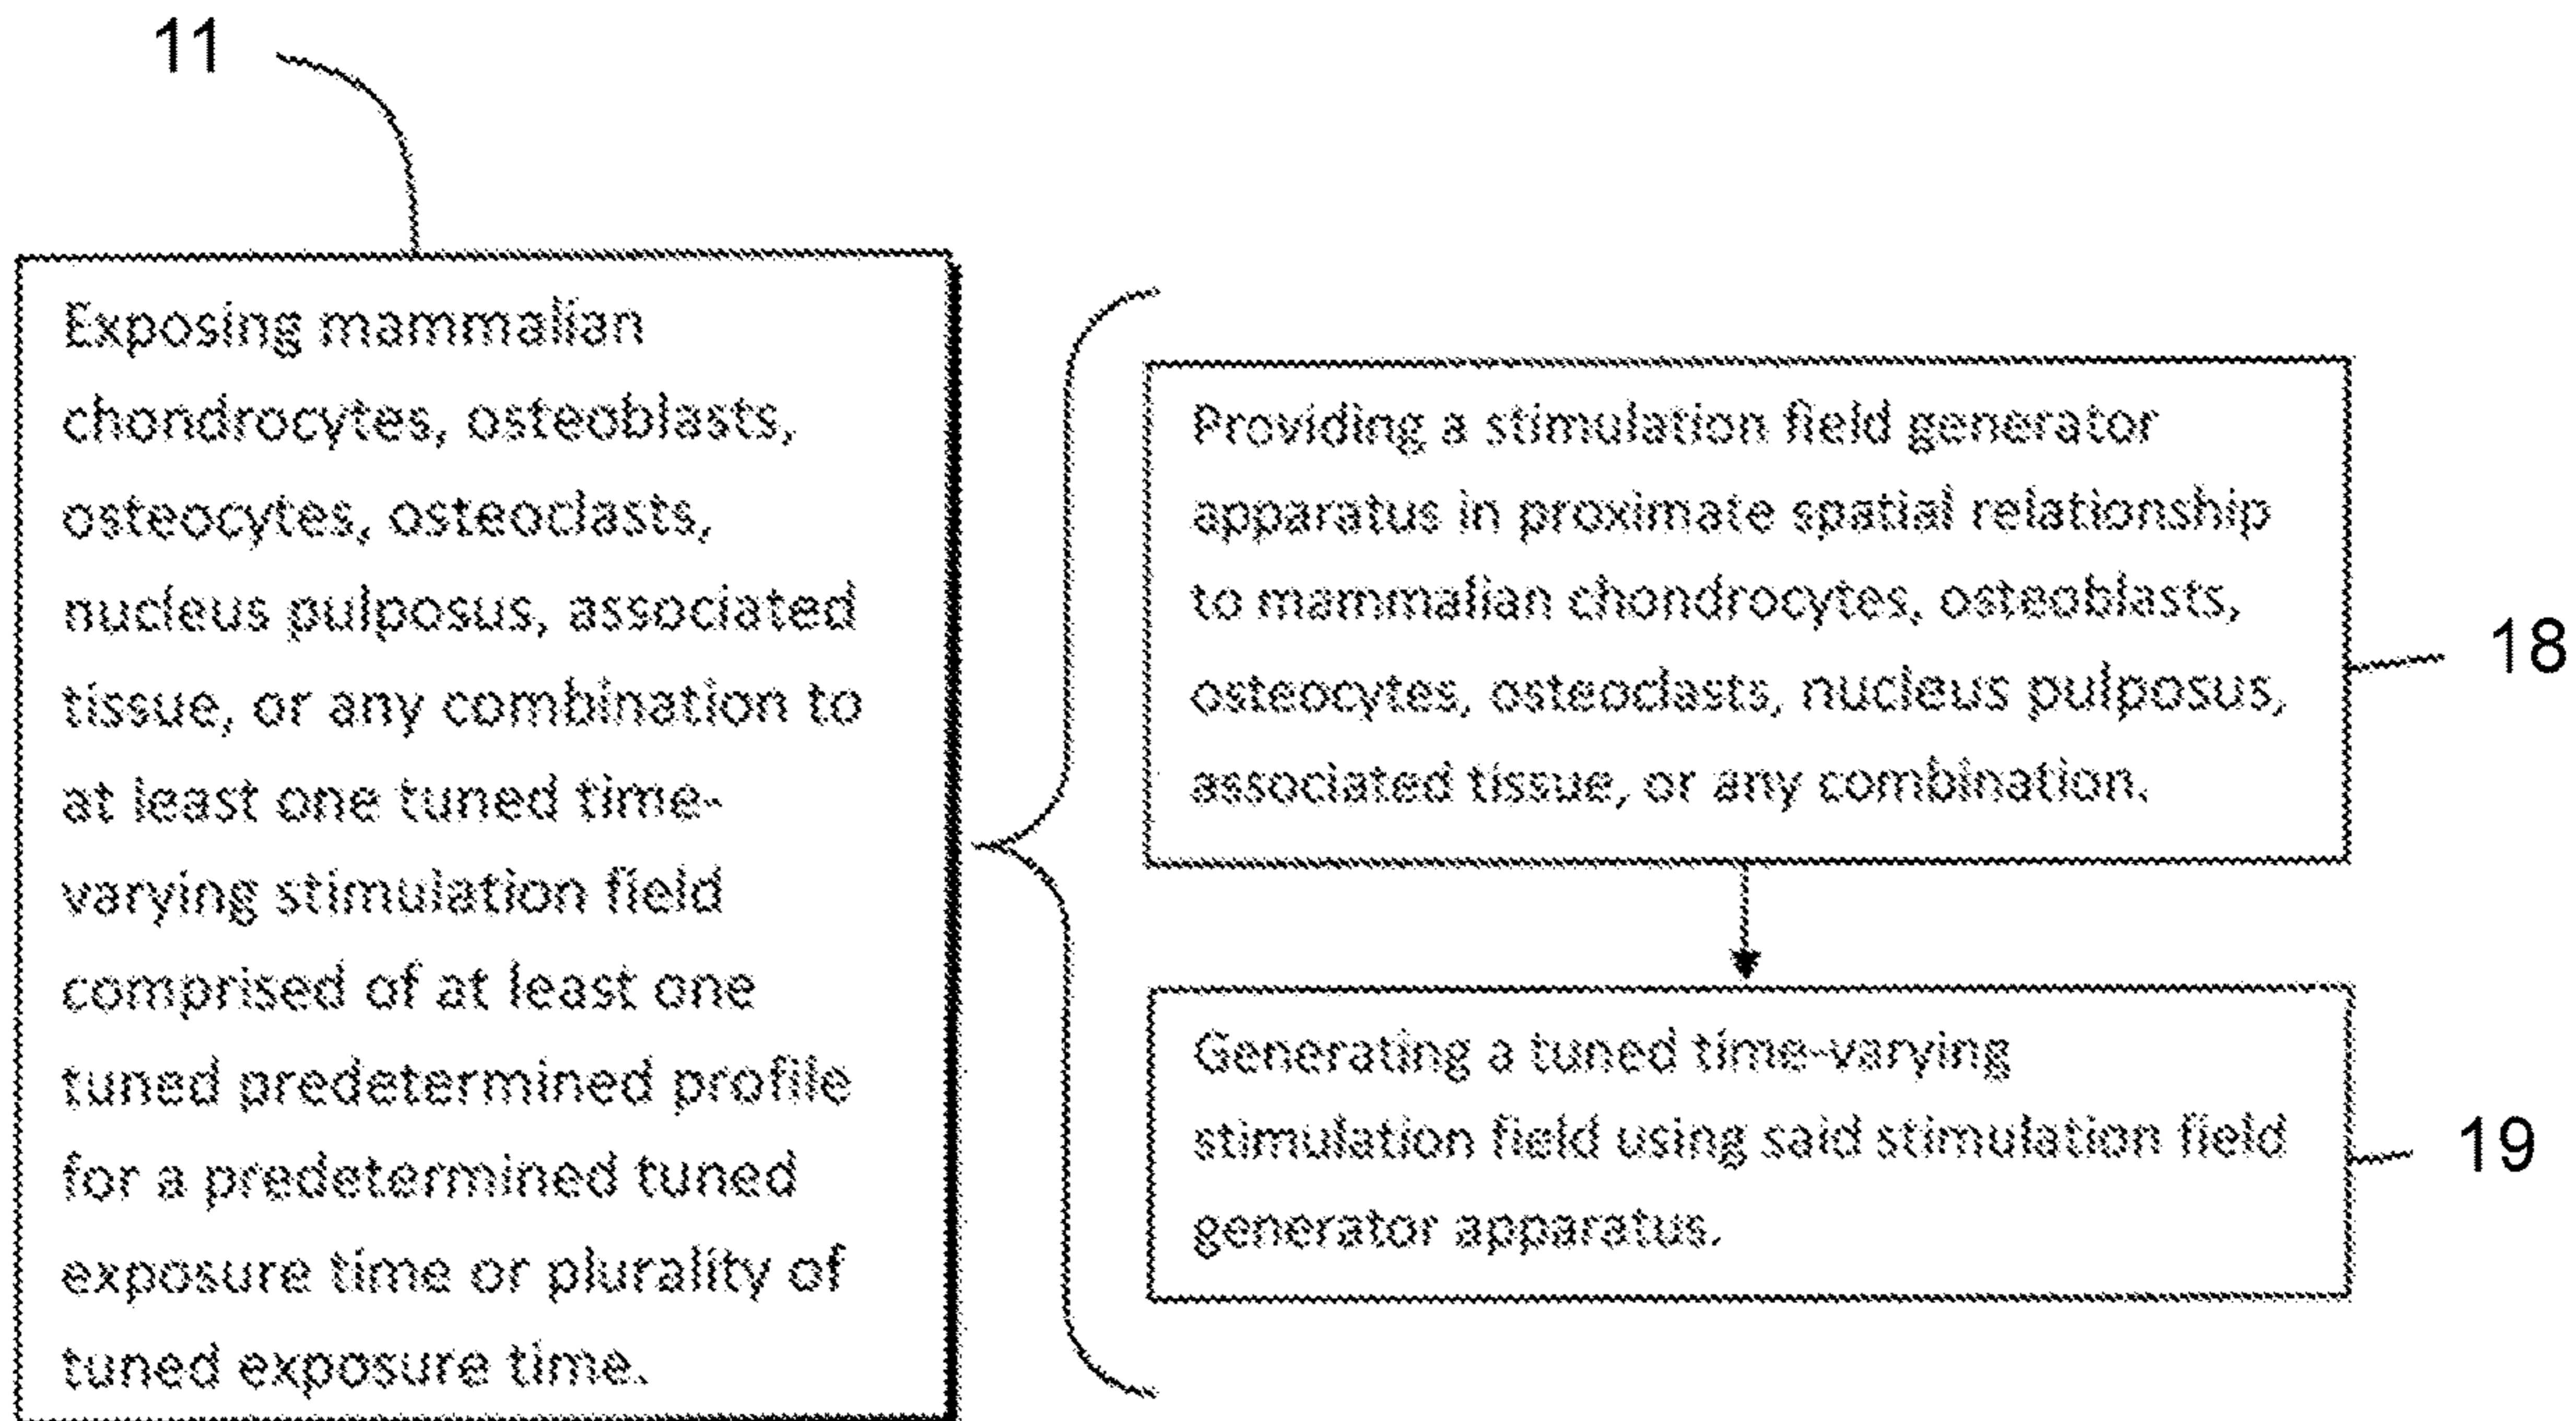 11
Exposing mammalian
chondrocytes, osteoblasts,
osteocytes, osteoclasts,
nucleus pulposus, associated
tissue, or any combination to
at least one tuned time-
varying stimulation field
comprised of at least one
tuned predetermined profile
for a predetermined tuned
exposure time or plurality of
tuned exposure time.
Providing a stimulation field generator
apparatus in proximate spatial relationship
to mammalian chondrocytes, osteoblasts,
osteocytes, osteoclasts, nucleus pulposus,
associated tissue, or any combination.
18
Generating a tuned time-varying
stimulation field using said stimulation field
generator apparatus.
19